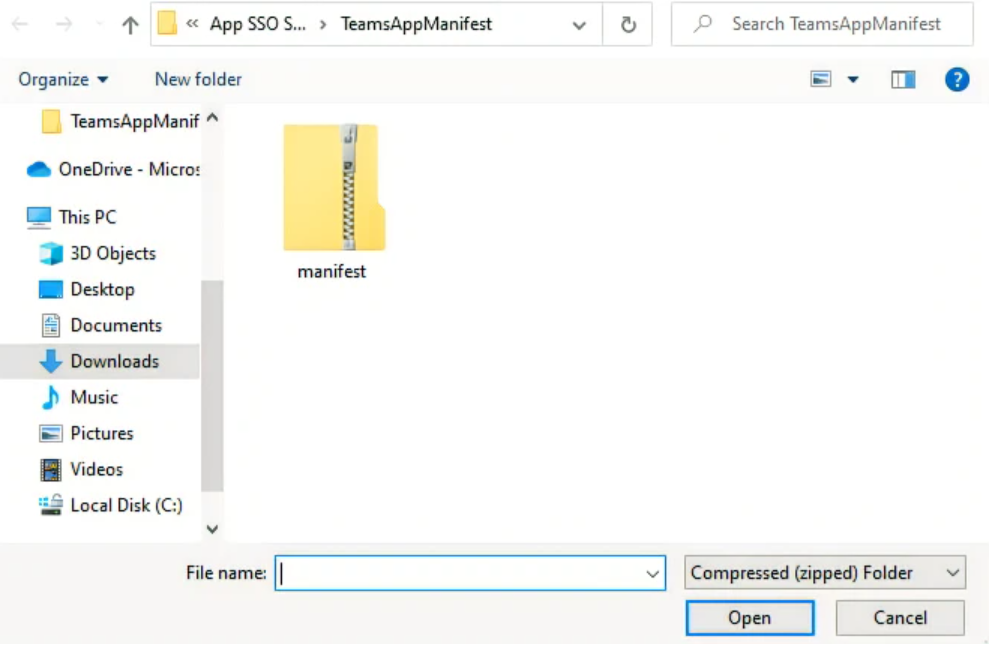 « App SSO S... › TeamsAppManifest
Search TeamsAppManifest
Organize
New folder
?
TeamsAppManif
OneDrive - Micros
This PC
3D Objects
Desktop
Documents
Downloads
Music
Pictures
Videos
Local Disk (C:)
manifest
File name:
Compressed (zipped) Folder
Open
Cancel